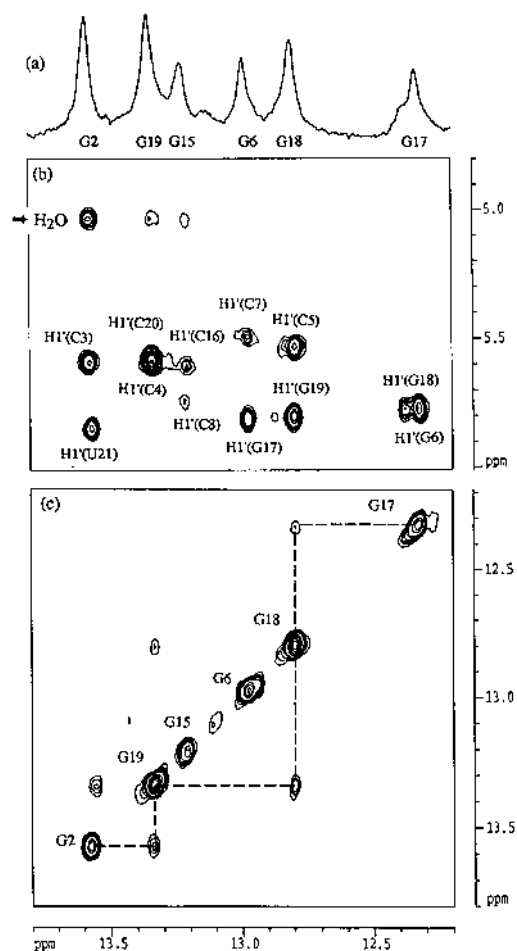 (a)
G2 G19 G15 G6 G18 G17
(b)
H₂O
5.0
H1'(C7)
H1'(C20) H1'(C5)
H1'(C3) H1'(C16)
5.5
H1'(C4) H1'(G19) H1'(G18)
H1'(C8)
H1'(U21) H1'(G17) H1'(G6)
ppm
(c)
G17
12.5
G18
G6
13.0
G15
G19
G2
13.5
ppm
ppm 13.5 13.0 12.5